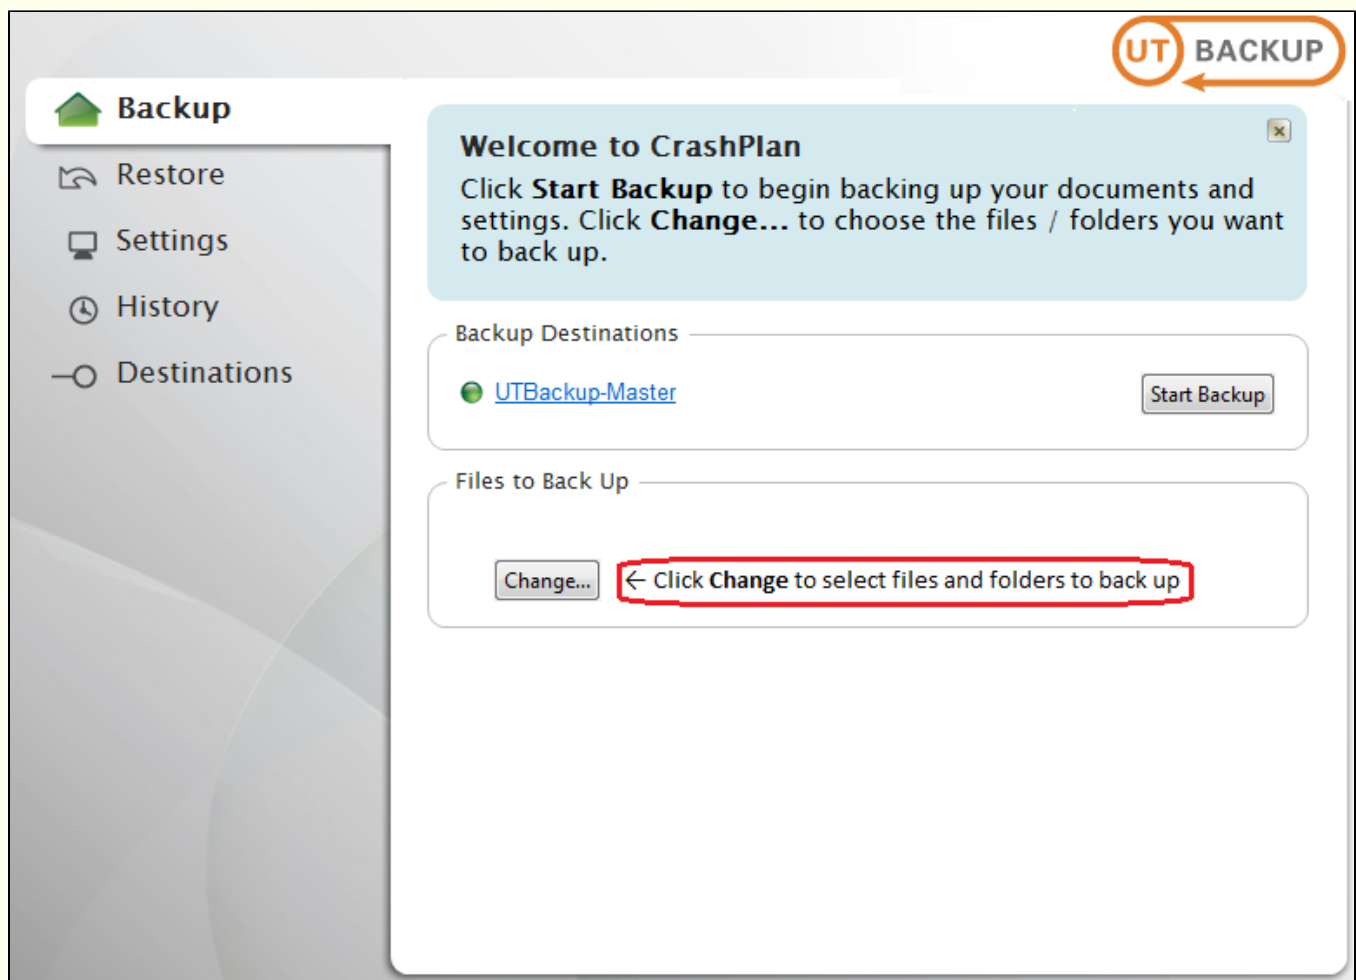 UT BACKUP
Backup
Restore
Settings
History
Destinations
Welcome to CrashPlan
Click Start Backup to begin backing up your documents and
settings. Click Change... to choose the files / folders you want
to back up.
Backup Destinations
UTBackup-Master
Start Backup
Files to Back Up
Change...
← Click Change to select files and folders to back up